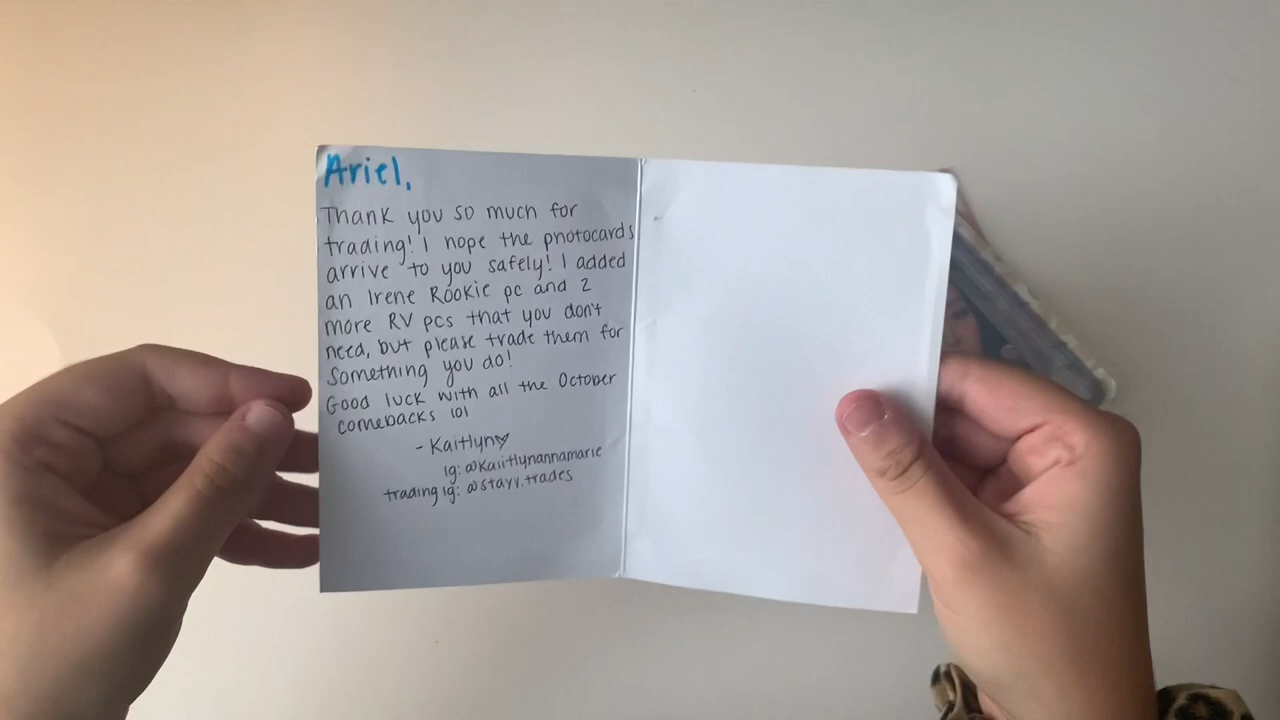 Ariel,
Thank you so much for
trading! I hope the photocards
arrive to you safely! I added
an Irene Rookie pc and 2
more RV pcs that you don't
need, but please trade them for
something you do!
Good luck with all the October
comebacks lol
- Kaitlyn♡
ig: @kaiitlynannamarie
trading ig: @stayy.trades